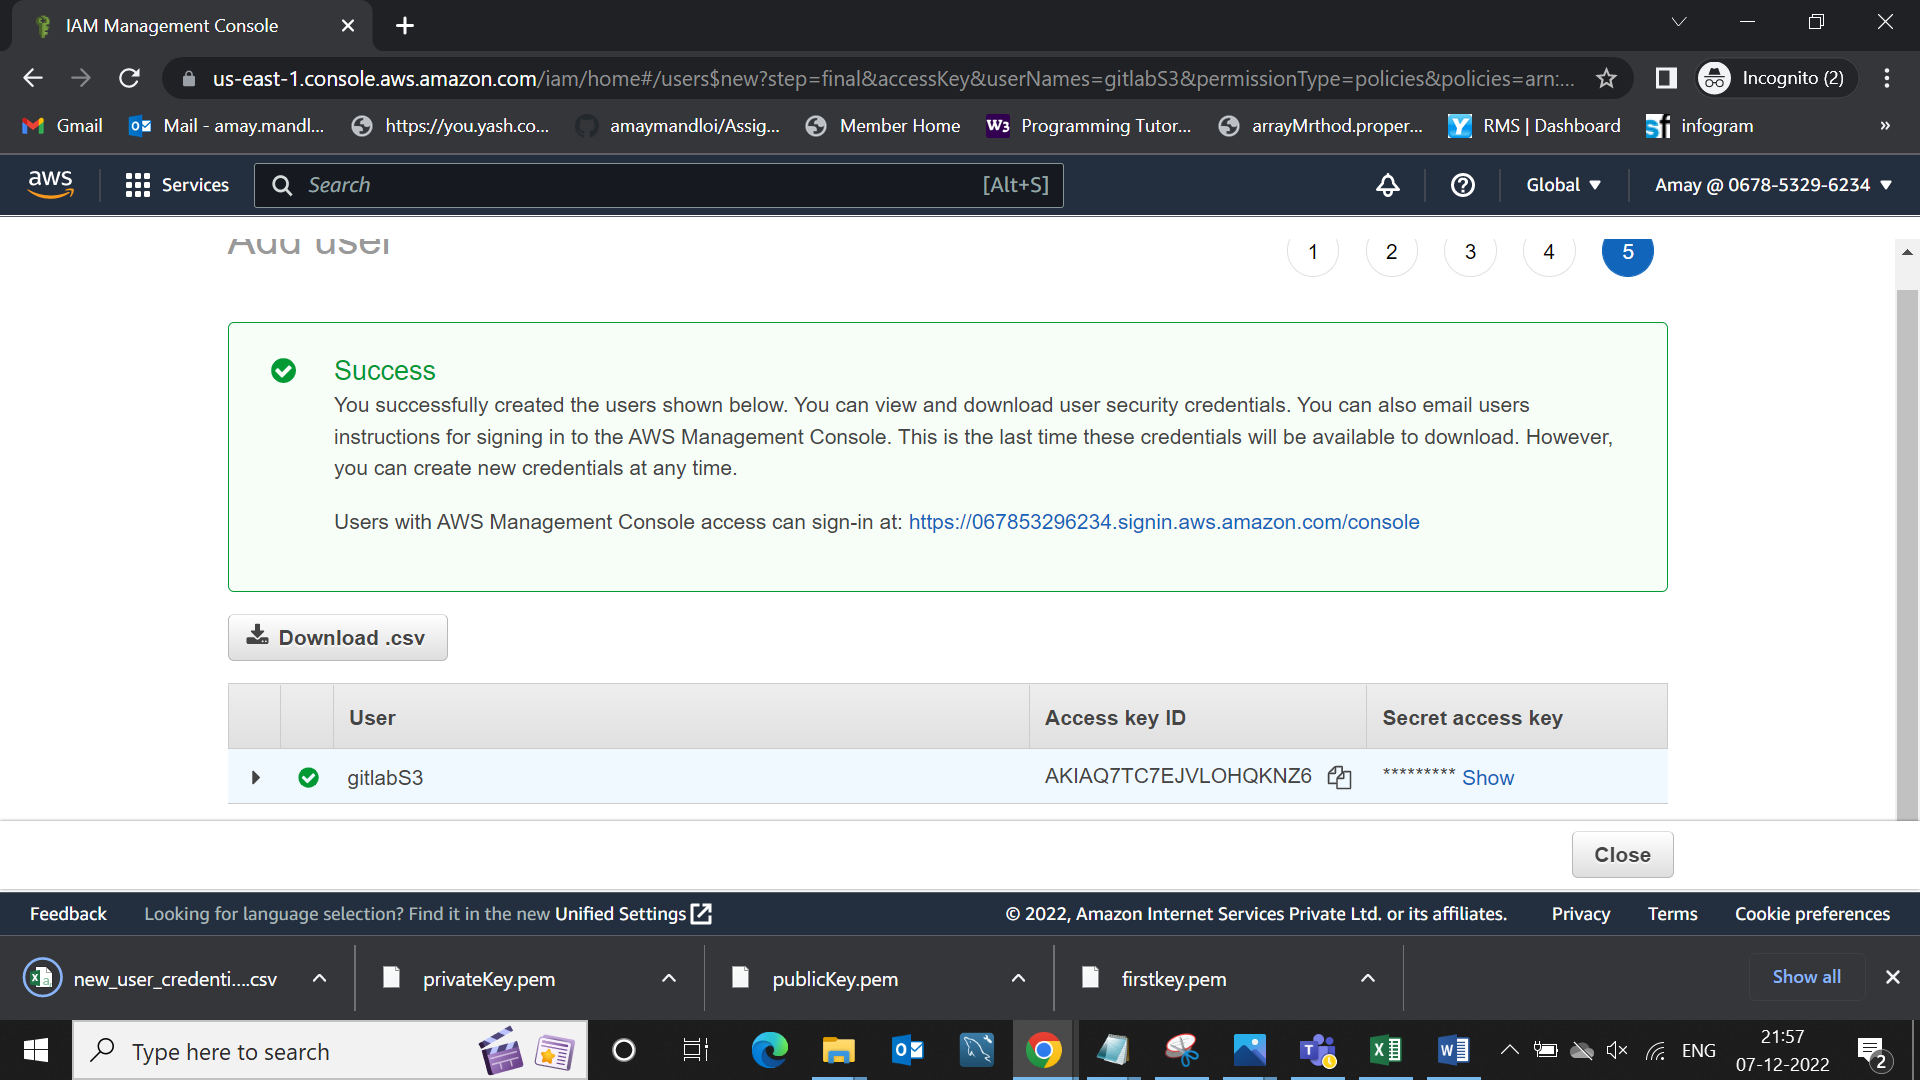 IAM Management Console
us-east-1.console.aws.amazon.com/iam/home#/users$new?step=final&accessKey&userNames=gitlabS3&permissionType=policies&policies=arn:...
Incognito (2)
Gmail
Mail - amay.mandl...
https://you.yash.co...
amaymandloi/Assig...
W3
Member Home
Programming Tutor...
arrayMrthod.proper...
Y
RMS | Dashboard
infogram
»
aws
Services
Search
[Alt+S]
Global
Amay @ 0678-5329-6234
Add user
1
2
3
4
5
Success
You successfully created the users shown below. You can view and download user security credentials. You can also email users
instructions for signing in to the AWS Management Console. This is the last time these credentials will be available to download. However,
you can create new credentials at any time.
Users with AWS Management Console access can sign-in at: https://067853296234.signin.aws.amazon.com/console
Download .csv
User
Access key ID
Secret access key
gitlabS3
AKIAQ7TC7EJVLOHQKNZ6
********* Show
Close
Feedback
Looking for language selection? Find it in the new Unified Settings
© 2022, Amazon Internet Services Private Ltd. or its affiliates.
Privacy
Terms
Cookie preferences
new_user_credenti....csv
privateKey.pem
publicKey.pem
firstkey.pem
Show all
Type here to search
ENG
21:57
07-12-2022
2